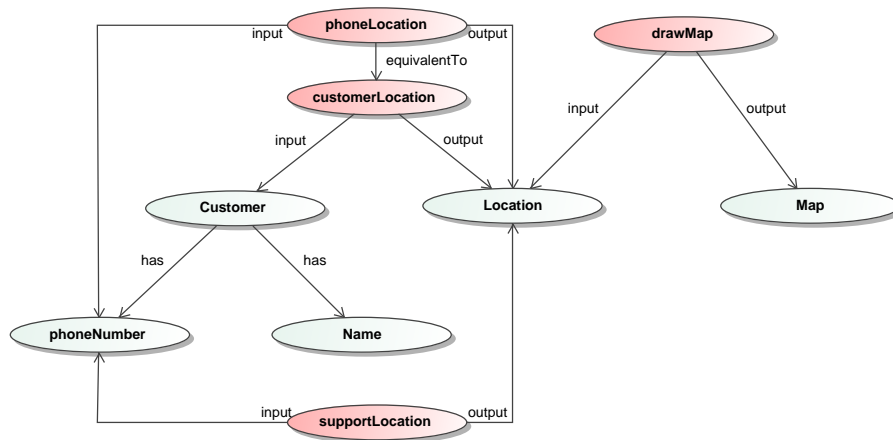 phoneLocation
drawMap
input
output
equivalentTo
customerLocation
input
output
input
output
Customer
Location
Map
has
has
phoneNumber
Name
input
supportLocation
output